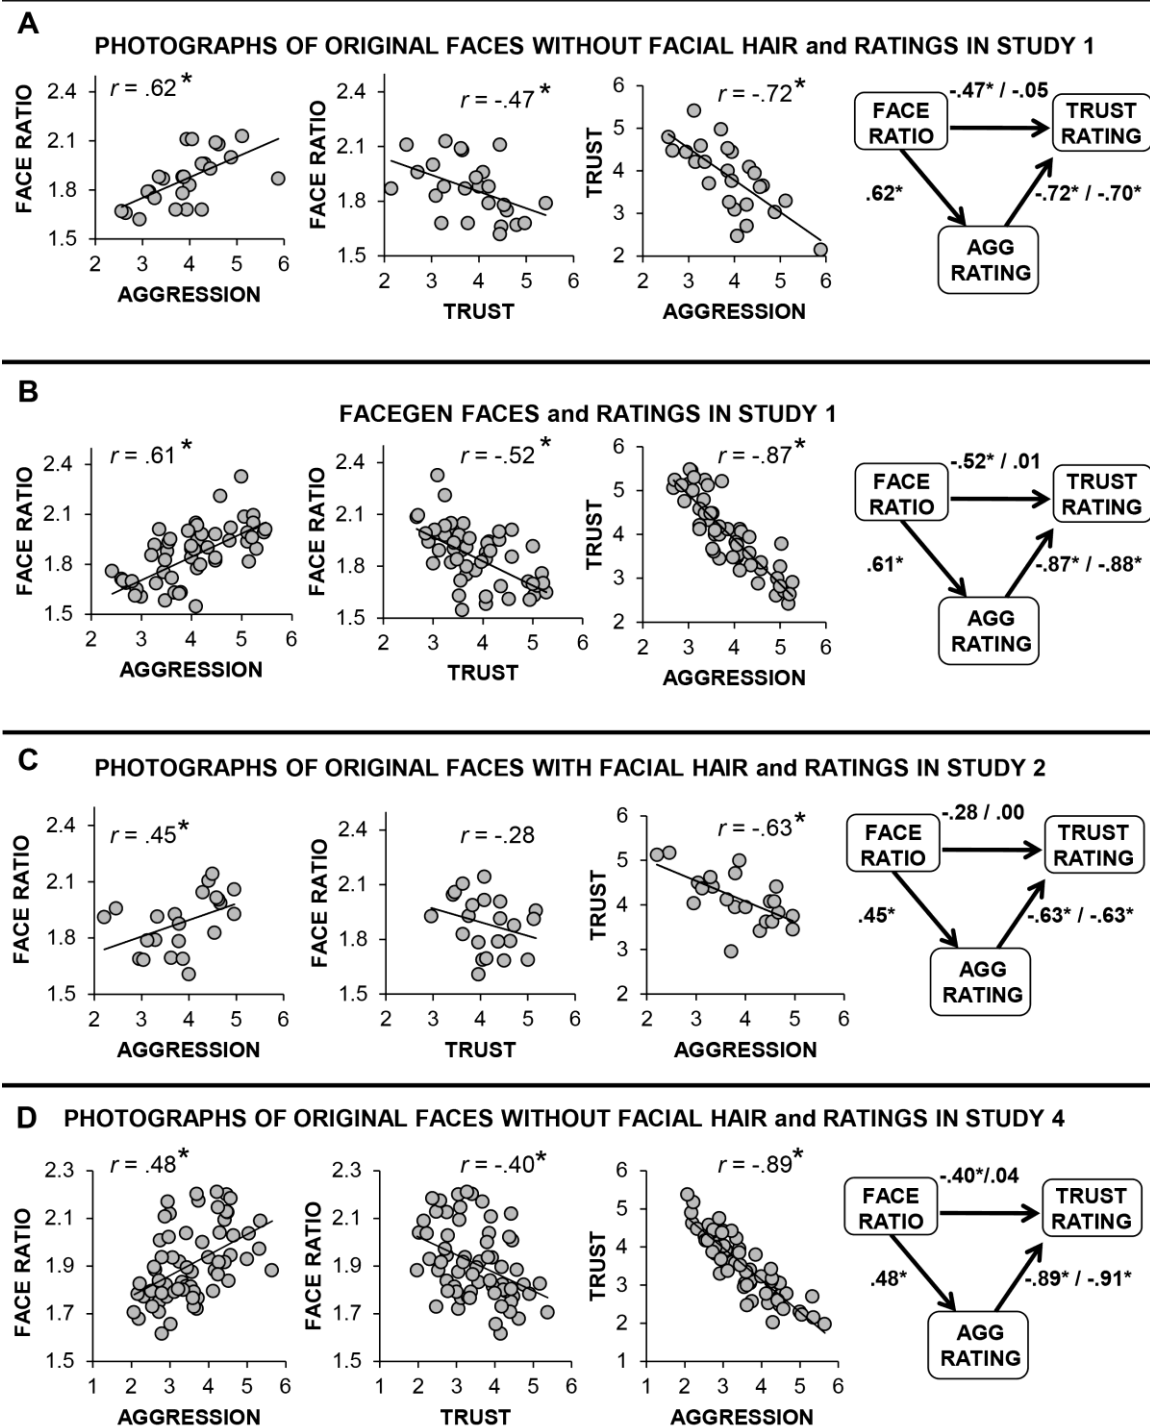 A
PHOTOGRAPHS OF ORIGINAL FACES WITHOUT FACIAL HAIR and RATINGS IN STUDY 1
r = .62*
FACE RATIO
2.4
2.1
1.8
1.5
2 3 4 5 6
AGGRESSION
r = -.47*
FACE RATIO
2.4
2.1
1.8
1.5
2 3 4 5 6
TRUST
r = -.72*
TRUST
6
5
4
3
2
2 3 4 5 6
AGGRESSION
-.47* / -.05
FACE
RATIO
TRUST
RATING
.62*
-.72* / -.70*
AGG
RATING
B
FACEGEN FACES and RATINGS IN STUDY 1
r = .61*
FACE RATIO
2.4
2.1
1.8
1.5
2 3 4 5 6
AGGRESSION
r = -.52*
FACE RATIO
2.4
2.1
1.8
1.5
2 3 4 5 6
TRUST
r = -.87*
TRUST
6
5
4
3
2
2 3 4 5 6
AGGRESSION
-.52* / .01
FACE
RATIO
TRUST
RATING
.61*
-.87* / -.88*
AGG
RATING
C
PHOTOGRAPHS OF ORIGINAL FACES WITH FACIAL HAIR and RATINGS IN STUDY 2
r = .45*
FACE RATIO
2.4
2.1
1.8
1.5
2 3 4 5 6
AGGRESSION
r = -.28
FACE RATIO
2.4
2.1
1.8
1.5
2 3 4 5 6
TRUST
r = -.63*
TRUST
6
5
4
3
2
2 3 4 5 6
AGGRESSION
-.28 / .00
FACE
RATIO
TRUST
RATING
.45*
-.63* / -.63*
AGG
RATING
D
PHOTOGRAPHS OF ORIGINAL FACES WITHOUT FACIAL HAIR and RATINGS IN STUDY 4
r = .48*
FACE RATIO
2.3
2.1
1.9
1.7
1.5
1 2 3 4 5 6
AGGRESSION
r = -.40*
FACE RATIO
2.3
2.1
1.9
1.7
1.5
1 2 3 4 5 6
TRUST
r = -.89*
TRUST
6
5
4
3
2
1
1 2 3 4 5 6
AGGRESSION
-.40*/.04
FACE
RATIO
TRUST
RATING
.48*
-.89* / -.91*
AGG
RATING